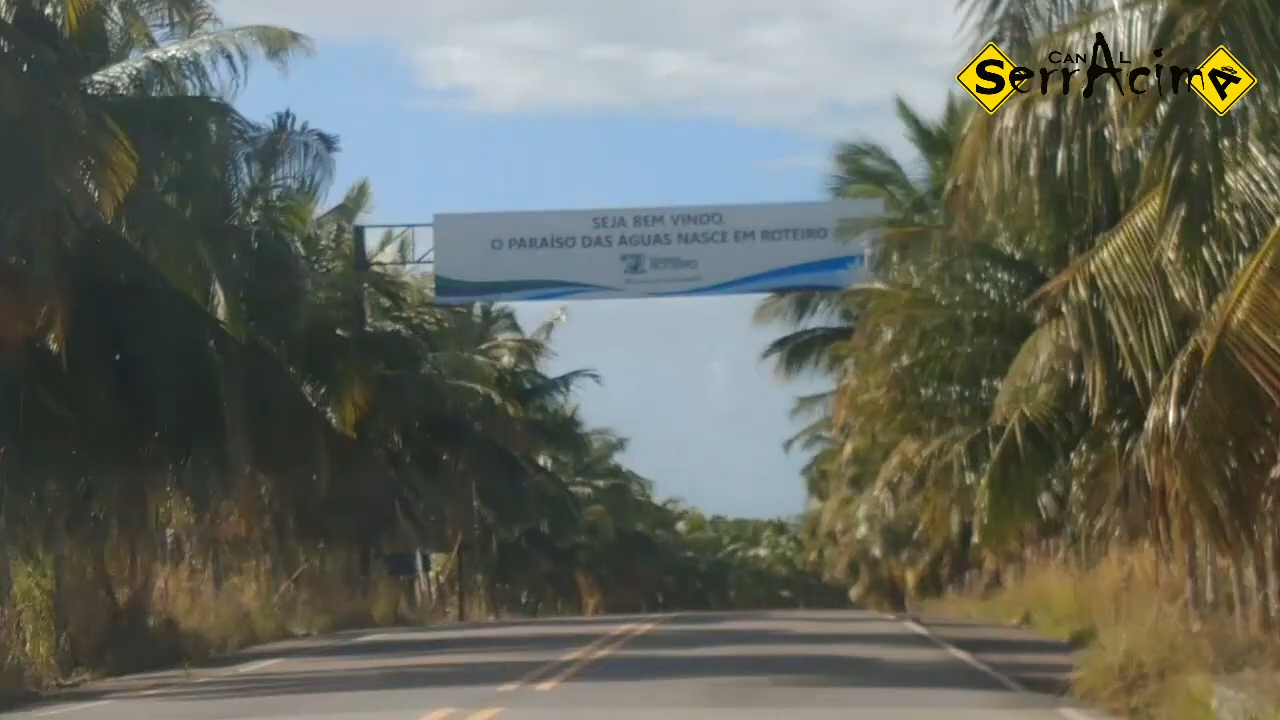 CANAL
SerrAcimA
SEJA BEM VINDO.
O PARAÍSO DAS ÁGUAS NASCE EM ROTEIRO
ROTEIRO